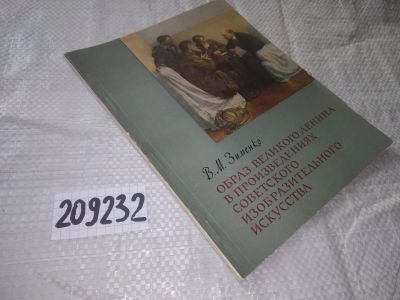 В. М. Зименко
ОБРАЗ ВЕЛИКОГО ЛЕНИНА
В ПРОИЗВЕДЕНИЯХ
СОВЕТСКОГО
ИЗОБРАЗИТЕЛЬНОГО
ИСКУССТВА
209232